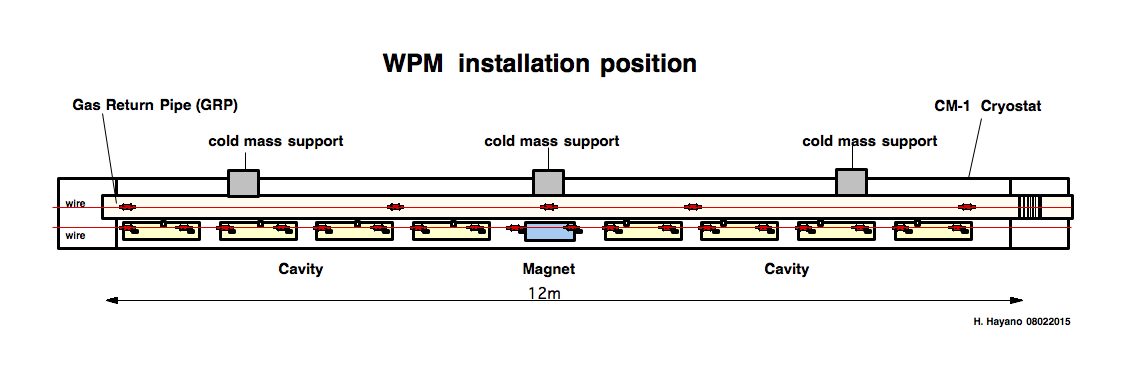 WPM installation position
Gas Return Pipe (GRP)
CM-1 Cryostat
cold mass support
cold mass support
cold mass support
wire
wire
Cavity
Magnet
Cavity
12m
H. Hayano 08022015